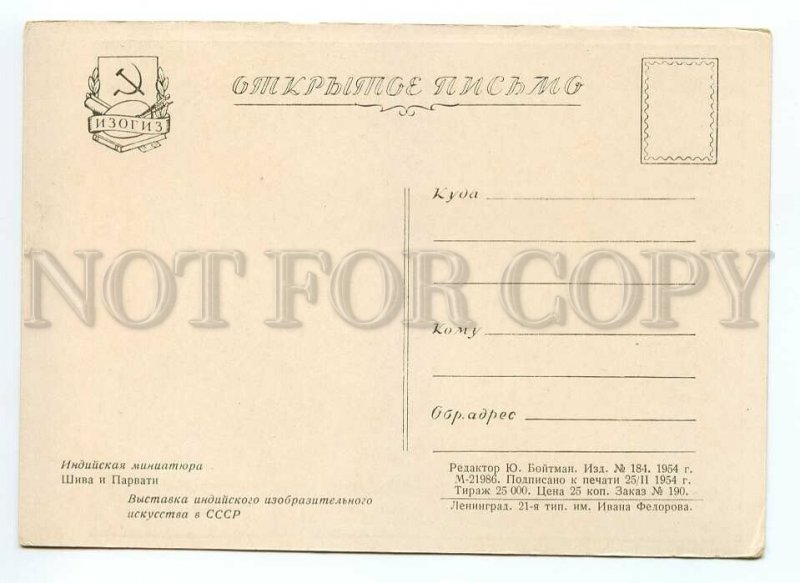 ИЗОГИЗ
ОТКРЫТОЕ ПИСЬМО
Куда
NOT FOR COPY
Кому
Обр. адрес
Индийская миниатюра
Шива и Парвати
Выставка индийского изобразительного
искусства в СССР
Редактор Ю. Бойтман. Изд. № 184. 1954 г.
М-21986. Подписано к печати 25/II 1954 г.
Тираж 25 000. Цена 25 коп. Заказ № 190.
Ленинград. 21-я тип. им. Ивана Федорова.